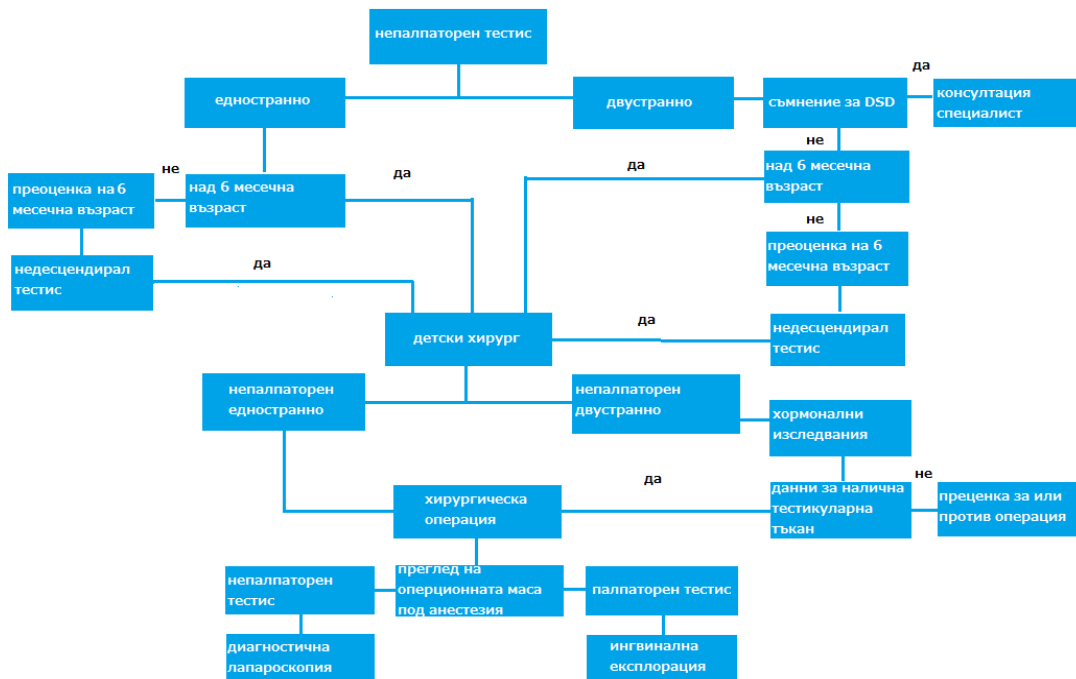 непалпаторен тестис
да
едностранно
двустранно
съмнение за DSD
консултация
специалист
не
не
да
да
преоценка на 6
месечна възраст
над 6 месечна
възраст
над 6 месечна
възраст
не
преоценка на 6
месечна възраст
недесцендирал
тестис
да
детски хирург
да
недесцендирал
тестис
непалпаторен
едностранно
непалпаторен
двустранно
хормонални
изследвания
не
да
хирургическа
операция
данни за налична
тестикуларна
тъкан
преценка за или
против операция
непалпаторен
тестис
преглед на
оперционната маса
под анестезия
палпаторен тестис
диагностична
лапароскопия
ингвинална
експлорация